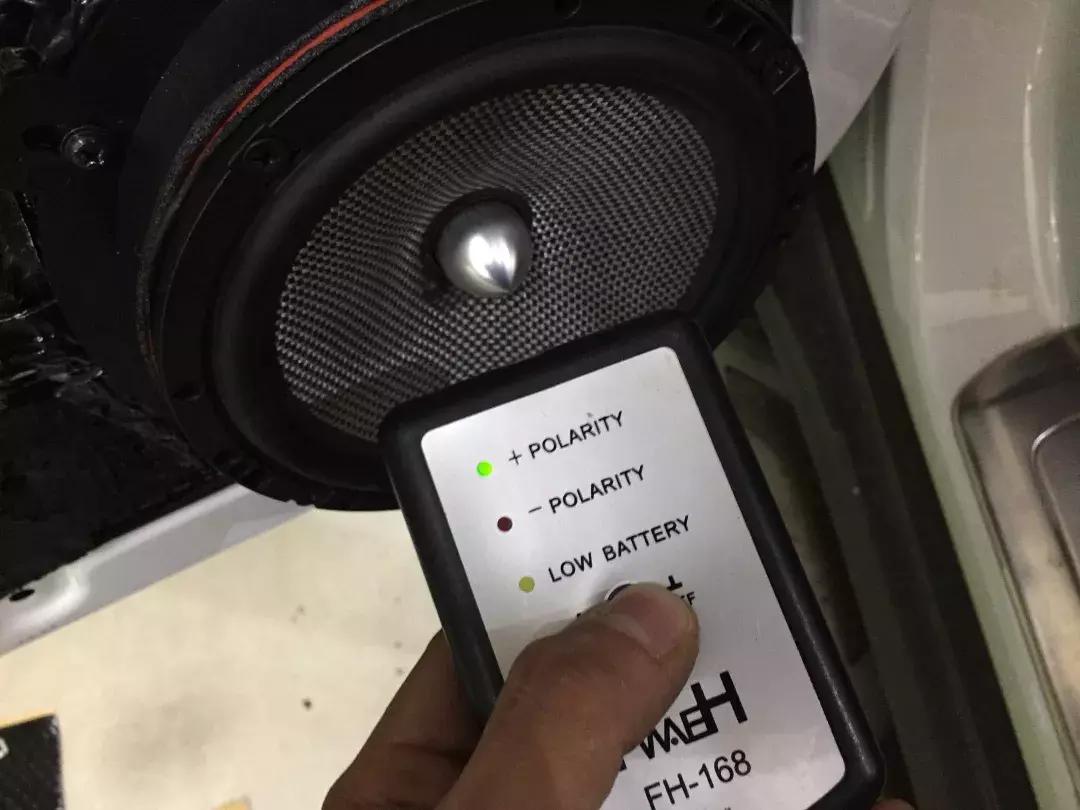 + POLARITY
− POLARITY
LOW BATTERY
FH-168